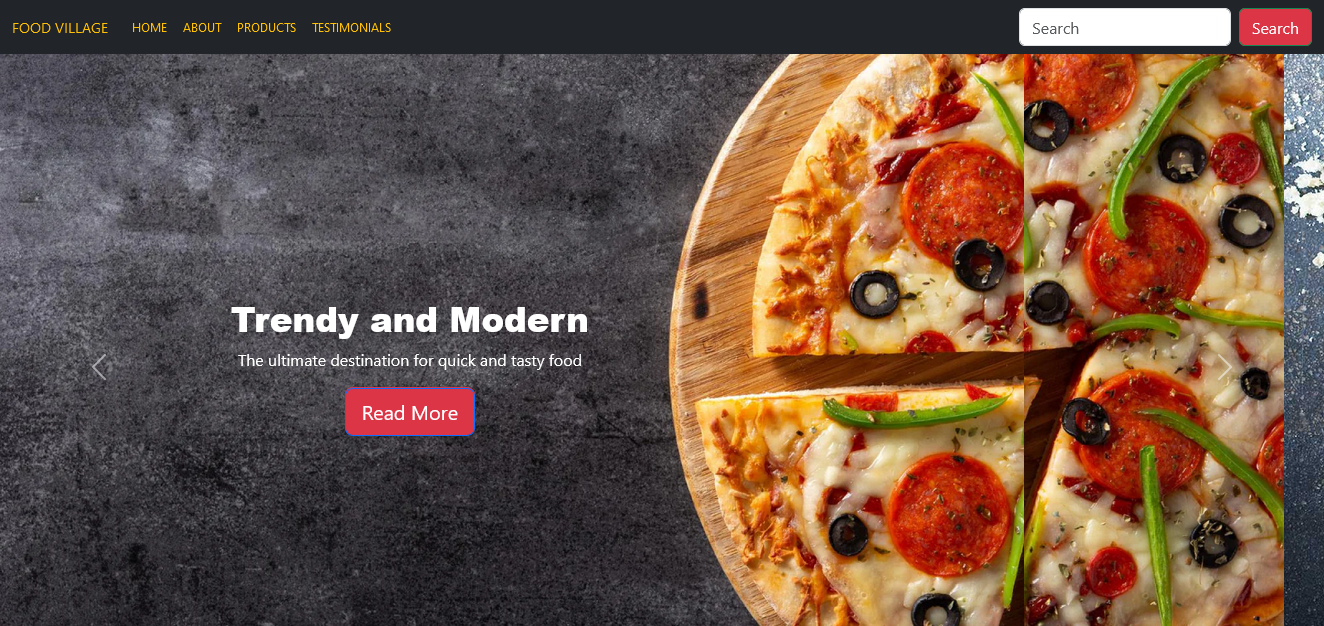 FOOD VILLAGE HOME ABOUT PRODUCTS TESTIMONIALS Search Search
Trendy and Modern
The ultimate destination for quick and tasty food
Read More